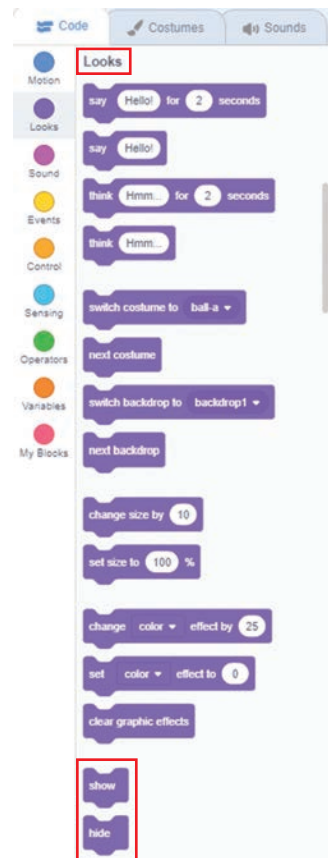 Code Costumes Sounds
Motion
Looks
Sound
Events
Control
Sensing
Operators
Variables
My Blocks
Looks
say Hello! for 2 seconds
say Hello!
think Hmm... for 2 seconds
think Hmm...
switch costume to ball-a
next costume
switch backdrop to backdrop1
next backdrop
change size by 10
set size to 100 %
change color effect by 25
set color effect to 0
clear graphic effects
show
hide